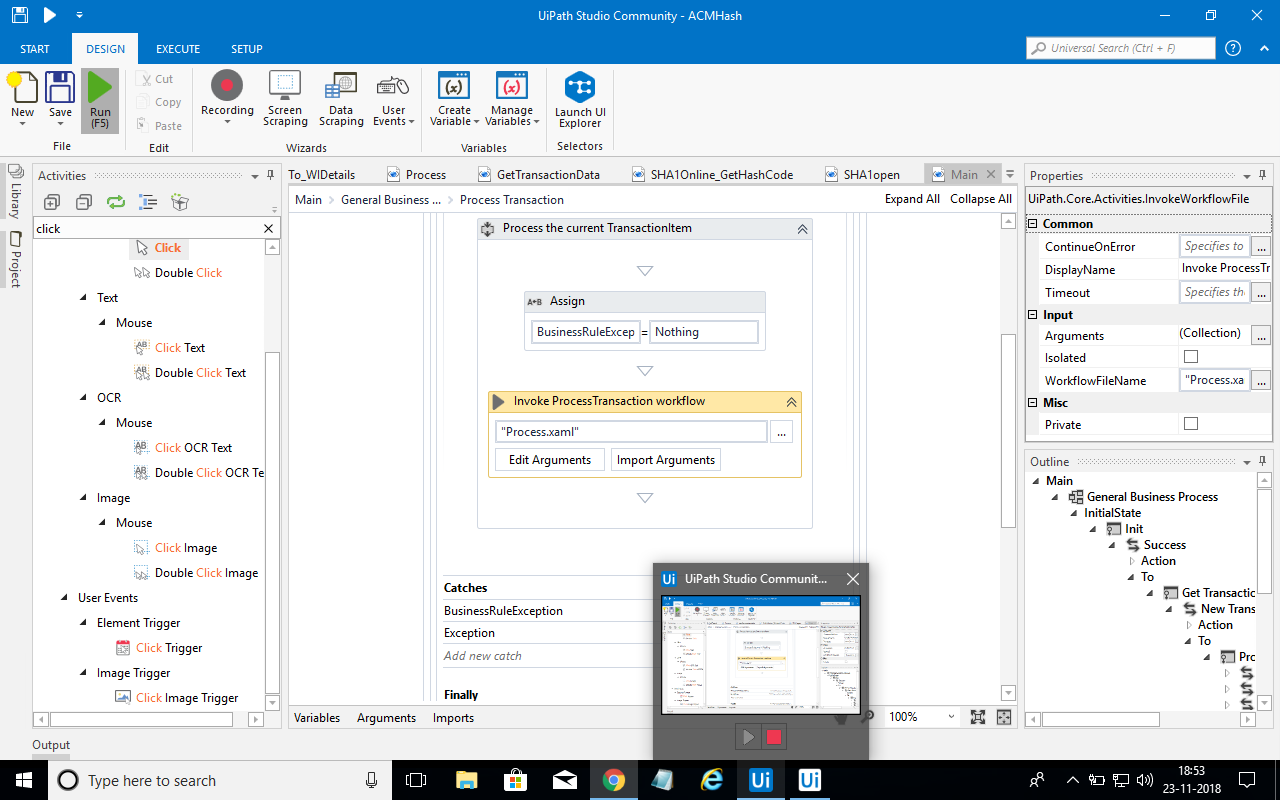 UiPath Studio Community - ACMHash
START DESIGN EXECUTE SETUP
Universal Search (Ctrl + F)
New
Save
Run
(F5)
File
Cut
Copy
Paste
Edit
Recording
Screen
Scraping
Data
Scraping
User
Events
Wizards
Create
Variable
Manage
Variables
Variables
Launch UI
Explorer
Selectors
Library
Project
Activities
click
Click
Double Click
Text
Mouse
Click Text
Double Click Text
OCR
Mouse
Click OCR Text
Double Click OCR Te
Image
Mouse
Click Image
Double Click Image
User Events
Element Trigger
Click Trigger
Image Trigger
Click Image Trigger
To_WIDetails Process GetTransactionData SHA1Online_GetHashCode SHA1open Main
Main > General Business ... > Process Transaction
Expand All Collapse All
Process the current TransactionItem
A+B Assign
BusinessRuleExcep = Nothing
Invoke ProcessTransaction workflow
"Process.xaml" ...
Edit Arguments Import Arguments
Catches
BusinessRuleException
Exception
Add new catch
Finally
Variables Arguments Imports
100%
Properties
UiPath.Core.Activities.InvokeWorkflowFile
Common
ContinueOnError Specifies to ...
DisplayName Invoke ProcessTr
Timeout Specifies the ...
Input
Arguments (Collection) ...
Isolated
WorkflowFileName "Process.xa ...
Misc
Private
Outline
Main
General Business Process
InitialState
Init
Success
Action
To
Get Transactic
New Trans
Action
To
Pro
Ui UiPath Studio Communit...
Output
Type here to search
Ui Ui
18:53
23-11-2018